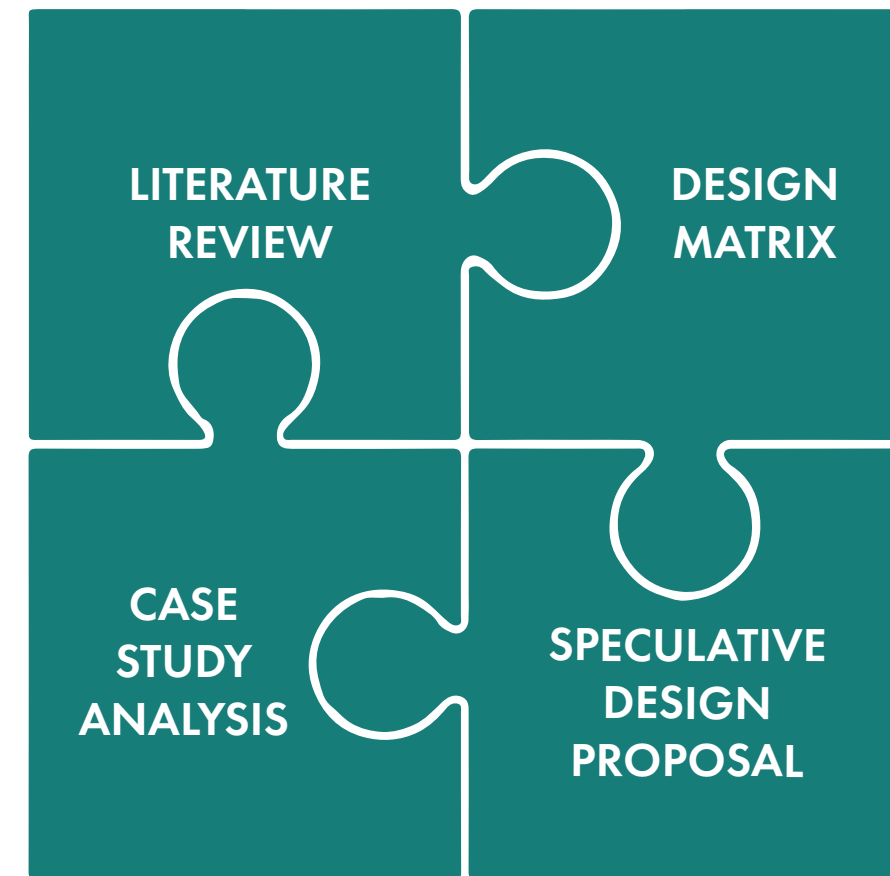 LITERATURE
REVIEW
DESIGN
MATRIX
CASE
STUDY
ANALYSIS
SPECULATIVE
DESIGN
PROPOSAL